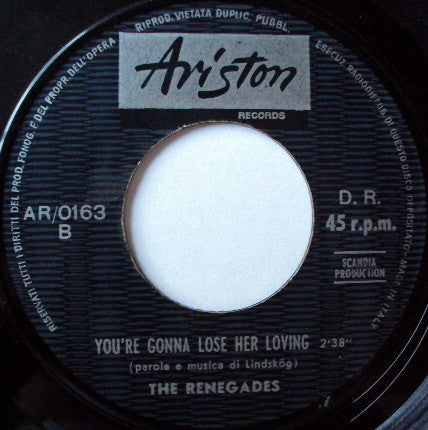 RISERVATI TUTTI I DIRITTI DEL PROD. FONOG. E DEL PROPR. DELL'OPERA
RIPROD. VIETATA DUPLIC. PUBBL.
ESECUZ. RADIODIFFUS. DI QUESTO DISCO
DEPOSITATO - MADE IN ITALY
Ariston
RECORDS
AR/0163
B
D. R.
45 r.p.m.
SCANDIA
PRODUCTION
YOU'RE GONNA LOSE HER LOVING 2'38"
(parole e musica di Lindskög)
THE RENEGADES